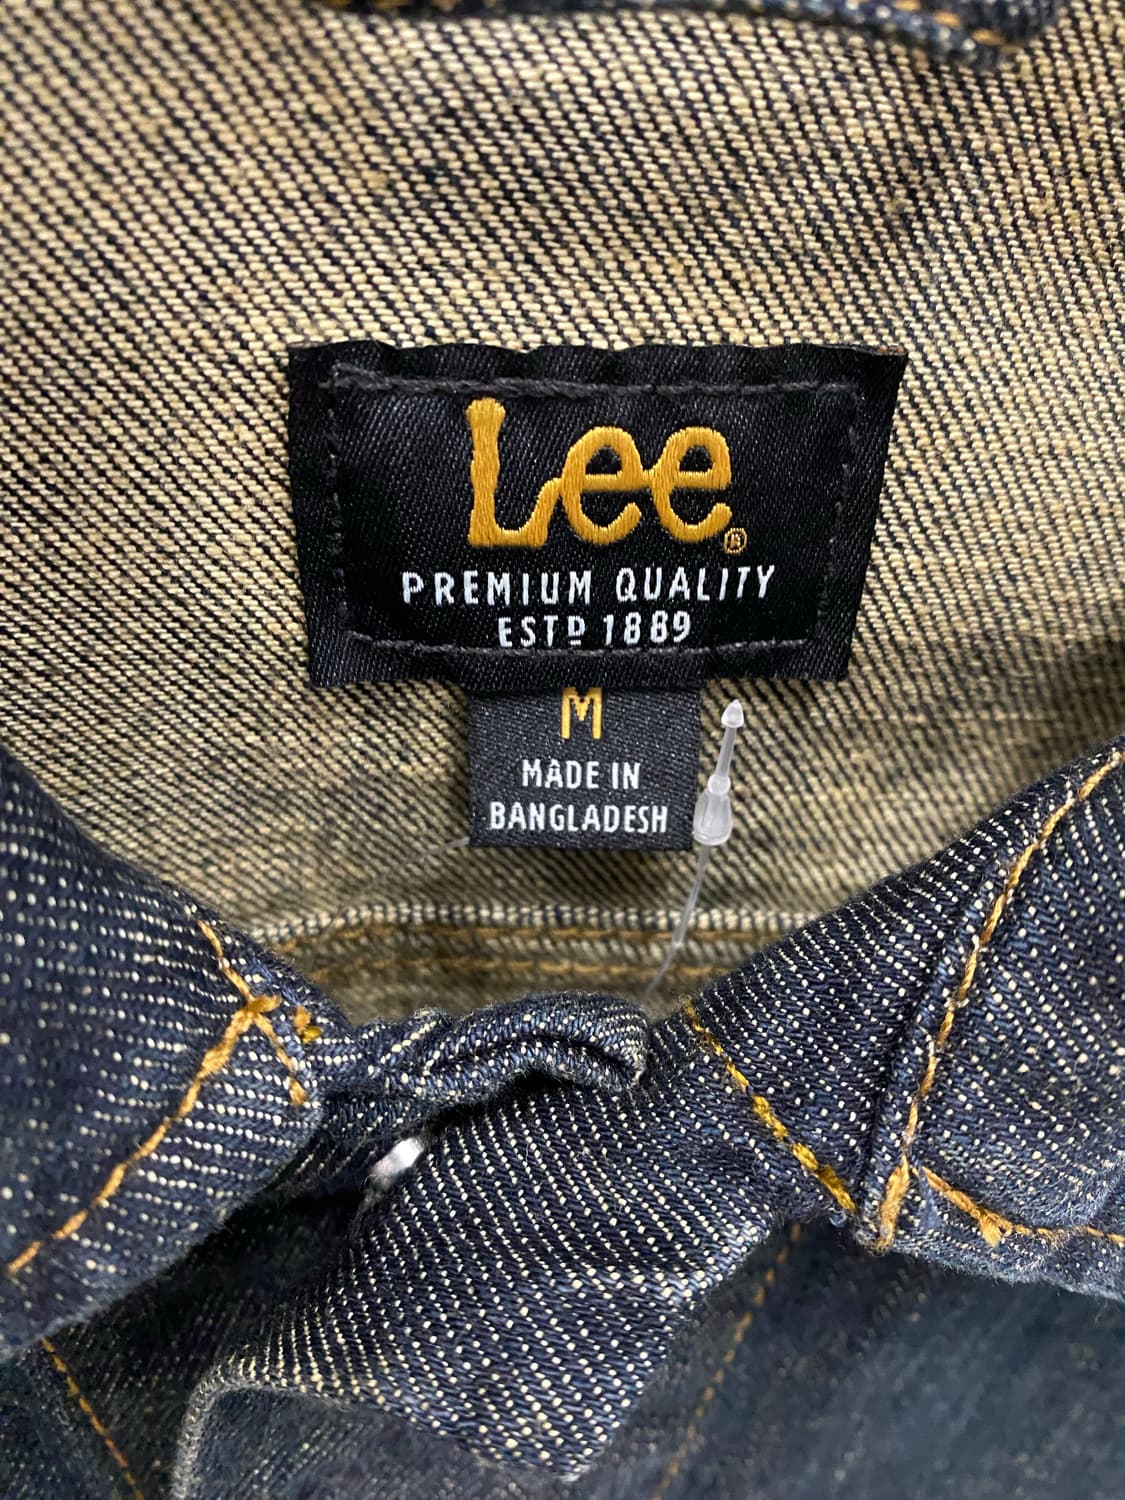 Lee®
PREMIUM QUALITY
ESTD 1889
M
MADE IN
BANGLADESH